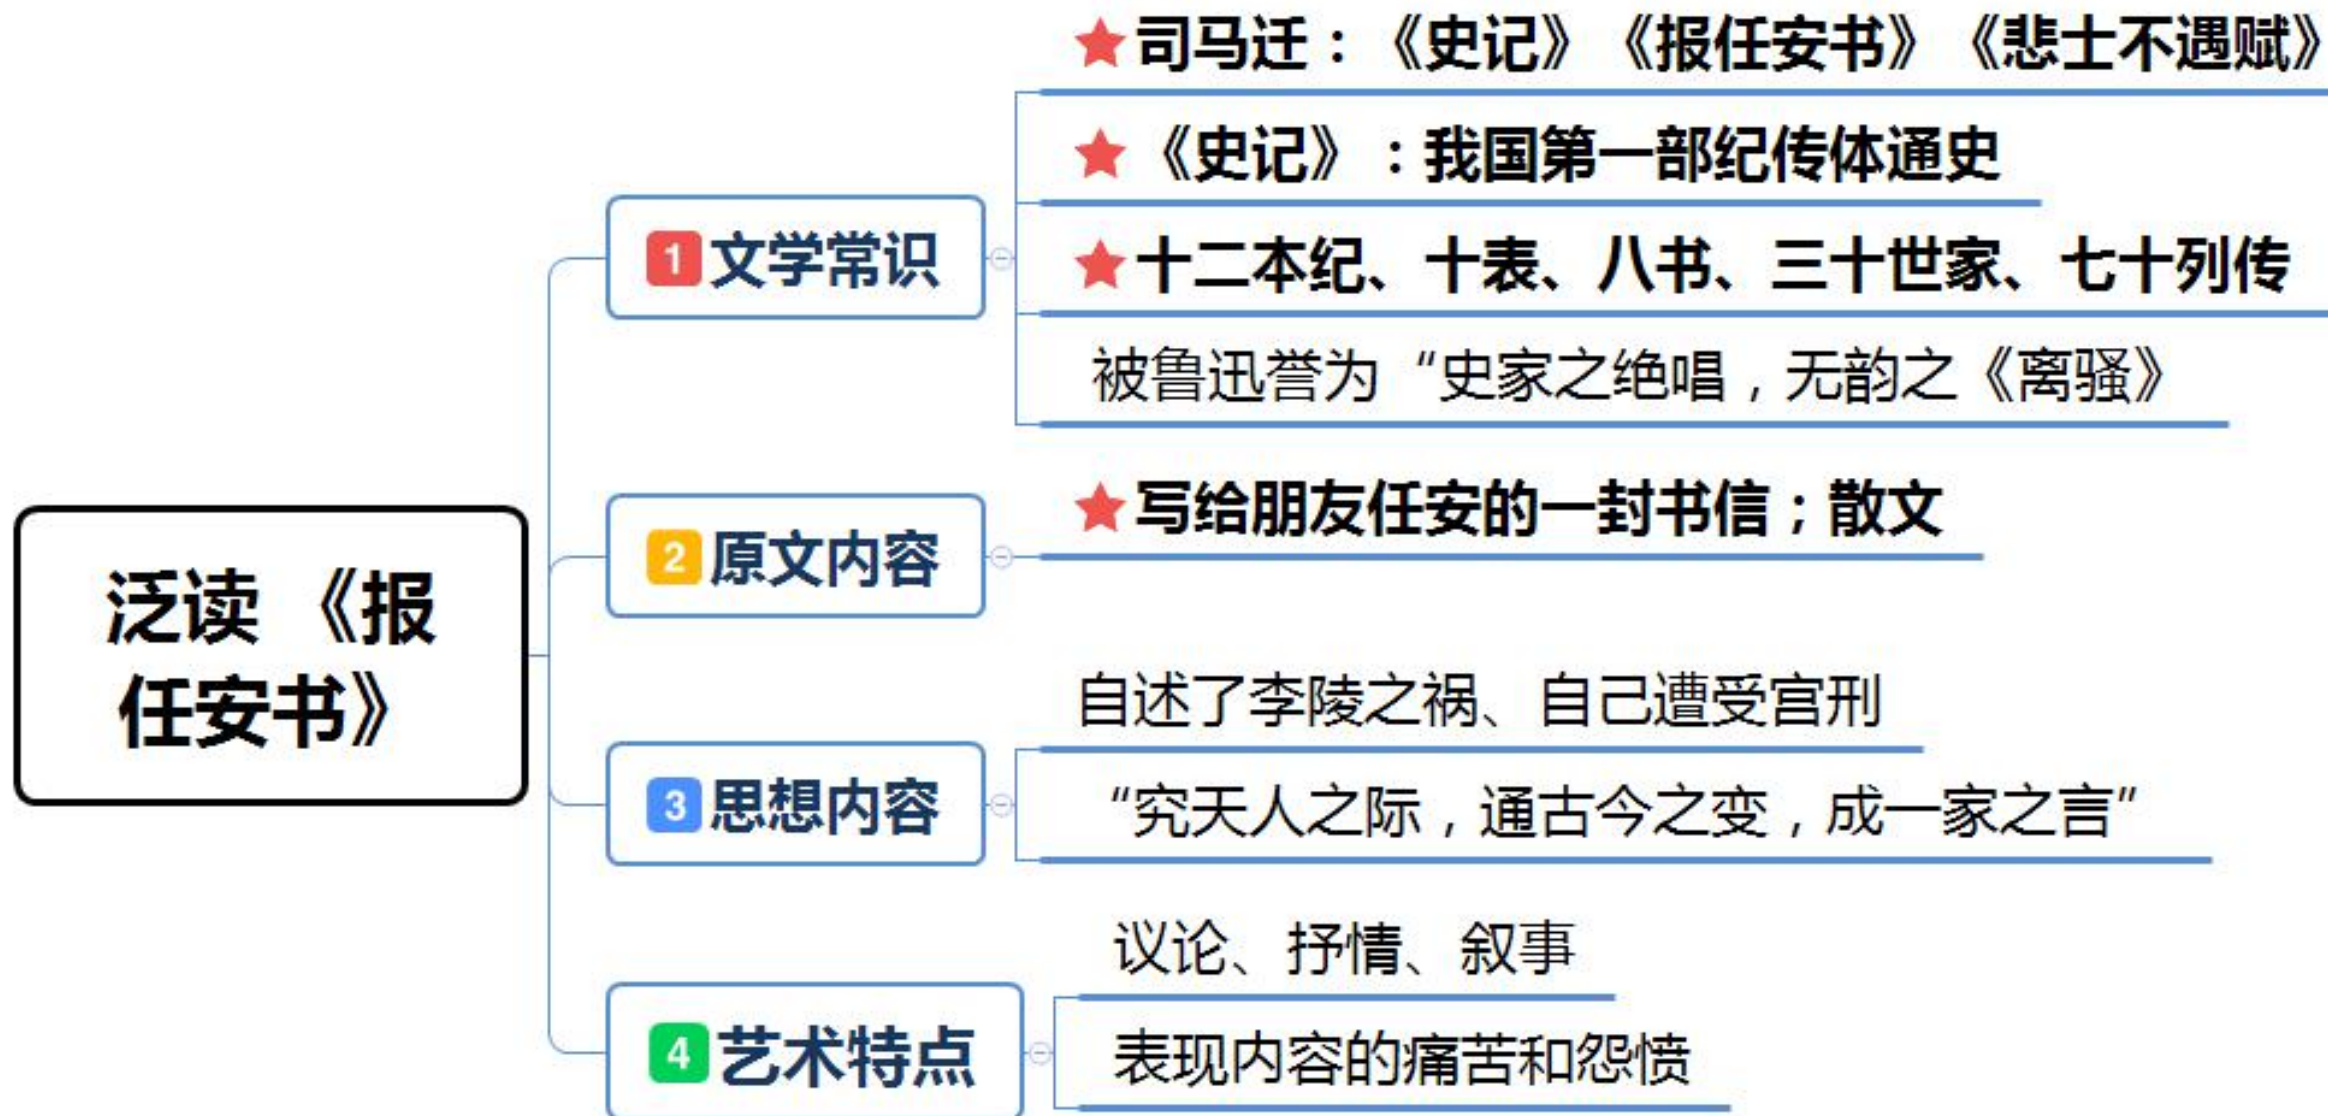 泛读 《报
任安书》
1 文学常识
司马迁：《史记》《报任安书》《悲士不遇赋》
《史记》：我国第一部纪传体通史
十二本纪、十表、八书、三十世家、七十列传
被鲁迅誉为“史家之绝唱，无韵之《离骚》
2 原文内容
写给朋友任安的一封书信；散文
3 思想内容
自述了李陵之祸、自己遭受宫刑
“究天人之际，通古今之变，成一家之言”
4 艺术特点
议论、抒情、叙事
表现内容的痛苦和怨愤